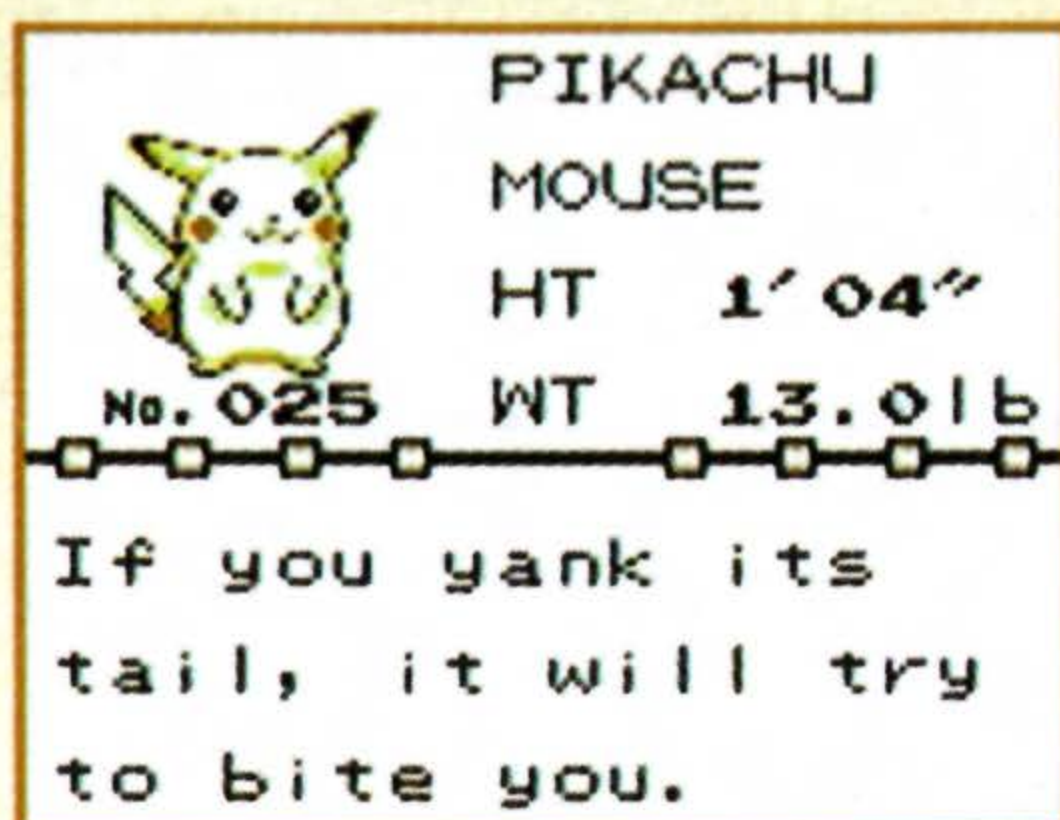 PIKACHU
MOUSE
HT 1′04″
No.025 WT 13.0lb
If you yank its
tail, it will try
to bite you.